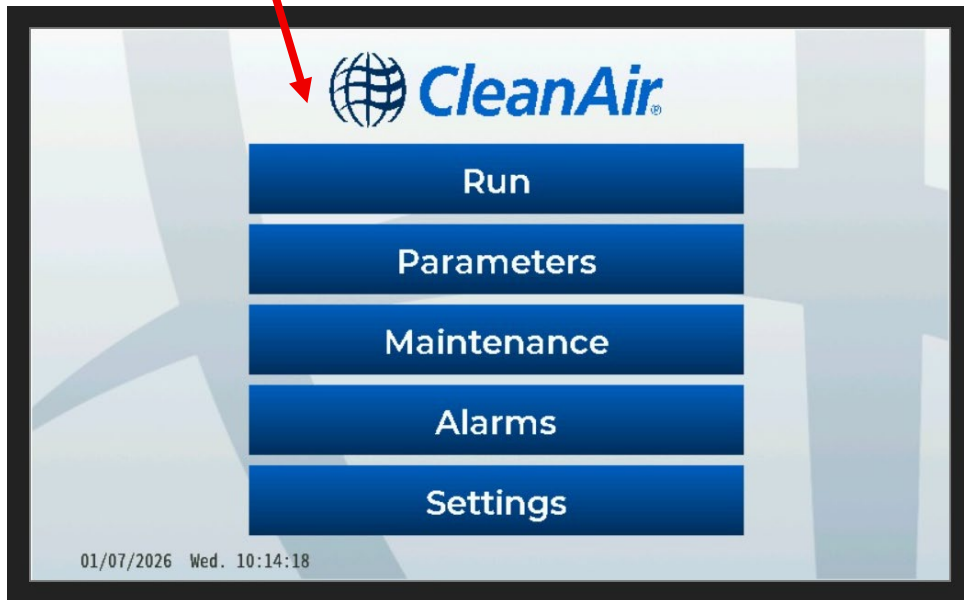 CleanAir®
Run
Parameters
Maintenance
Alarms
Settings
01/07/2026 Wed. 10:14:18